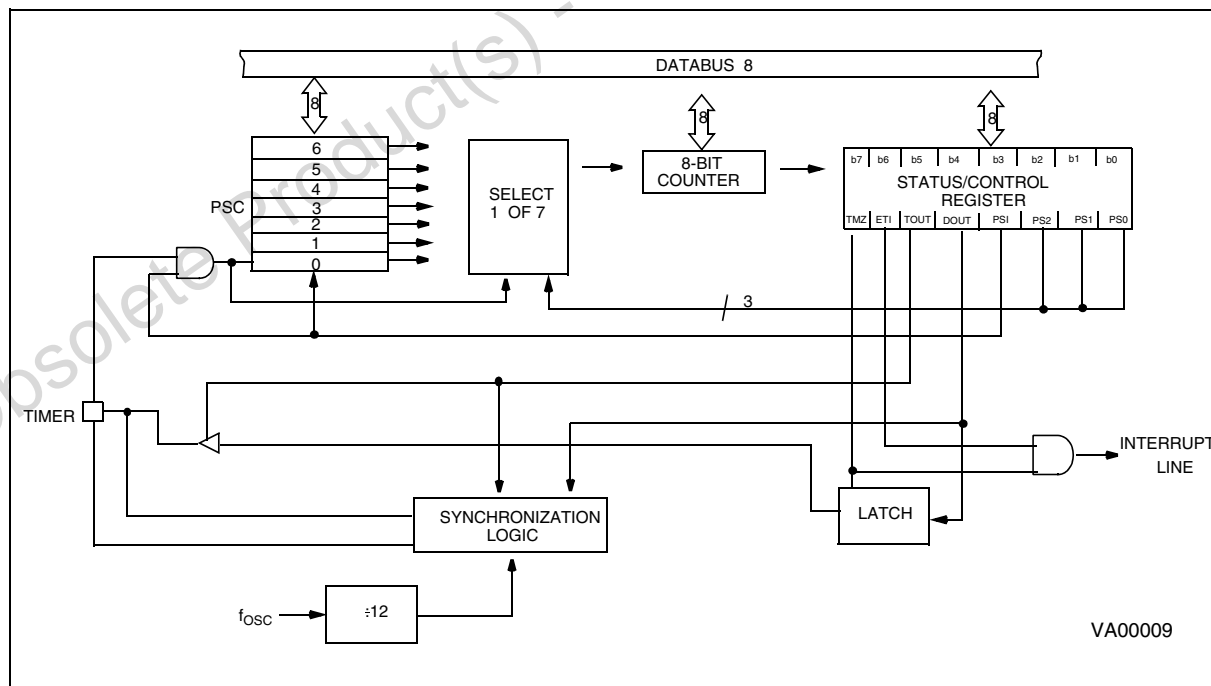 Obsolete Product(s) -
DATABUS 8
8
8
8
6
5
4
3
2
1
0
PSC
SELECT
1 OF 7
8-BIT
COUNTER
b7 b6 b5 b4 b3 b2 b1 b0
STATUS/CONTROL
REGISTER
TMZ ETI TOUT DOUT PSI PS2 PS1 PS0
3
TIMER
INTERRUPT
LINE
SYNCHRONIZATION
LOGIC
LATCH
fOSC
÷12
VA00009